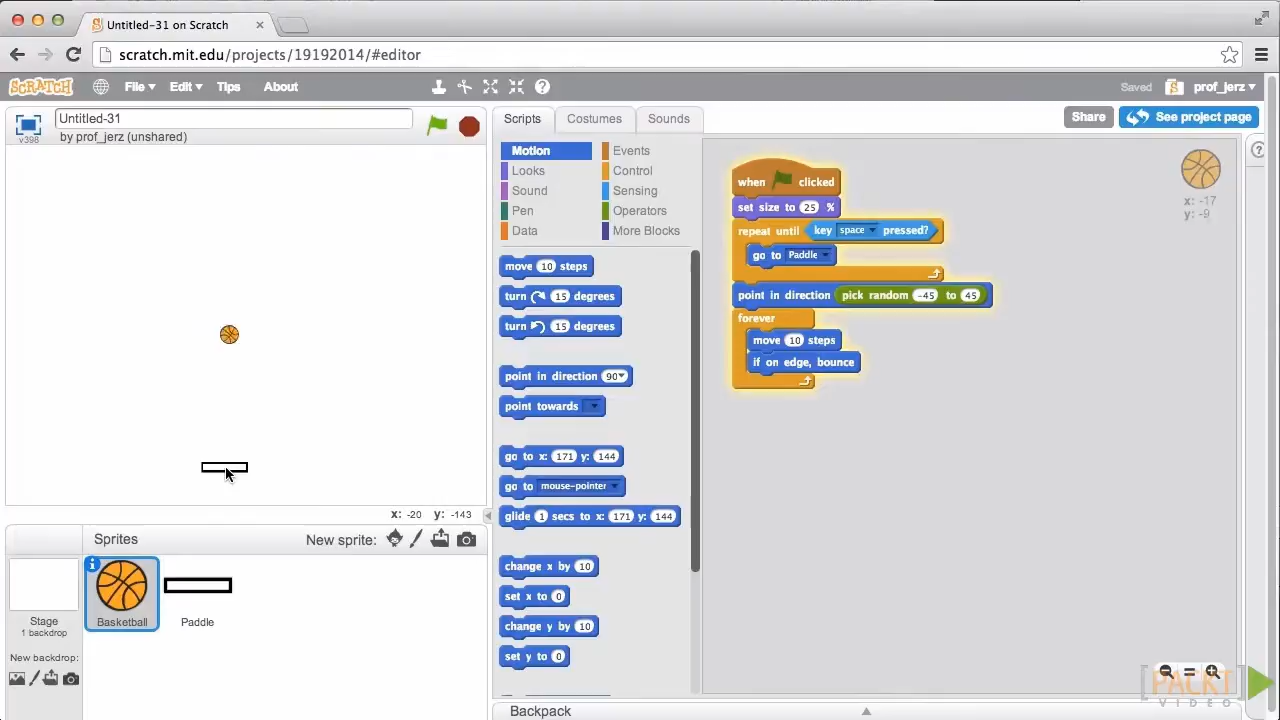 Untitled-31 on Scratch
scratch.mit.edu/projects/19192014/#editor
SCRATCH File Edit Tips About Saved prof_jerz
Untitled-31
by prof_jerz (unshared)
v398
Scripts Costumes Sounds Share See project page
Motion Events
Looks Control
Sound Sensing
Pen Operators
Data More Blocks
move 10 steps
turn 15 degrees
turn 15 degrees
point in direction 90
point towards
go to x: 171 y: 144
go to mouse-pointer
glide 1 secs to x: 171 y: 144
change x by 10
set x to 0
change y by 10
set y to 0
when clicked
set size to 25 %
repeat until key space pressed?
go to Paddle
point in direction pick random -45 to 45
forever
move 10 steps
if on edge, bounce
x: -17
y: -9
?
x: -20 y: -143
Sprites New sprite:
Stage
1 backdrop
New backdrop:
Basketball
Paddle
Backpack
PACKT
VIDEO